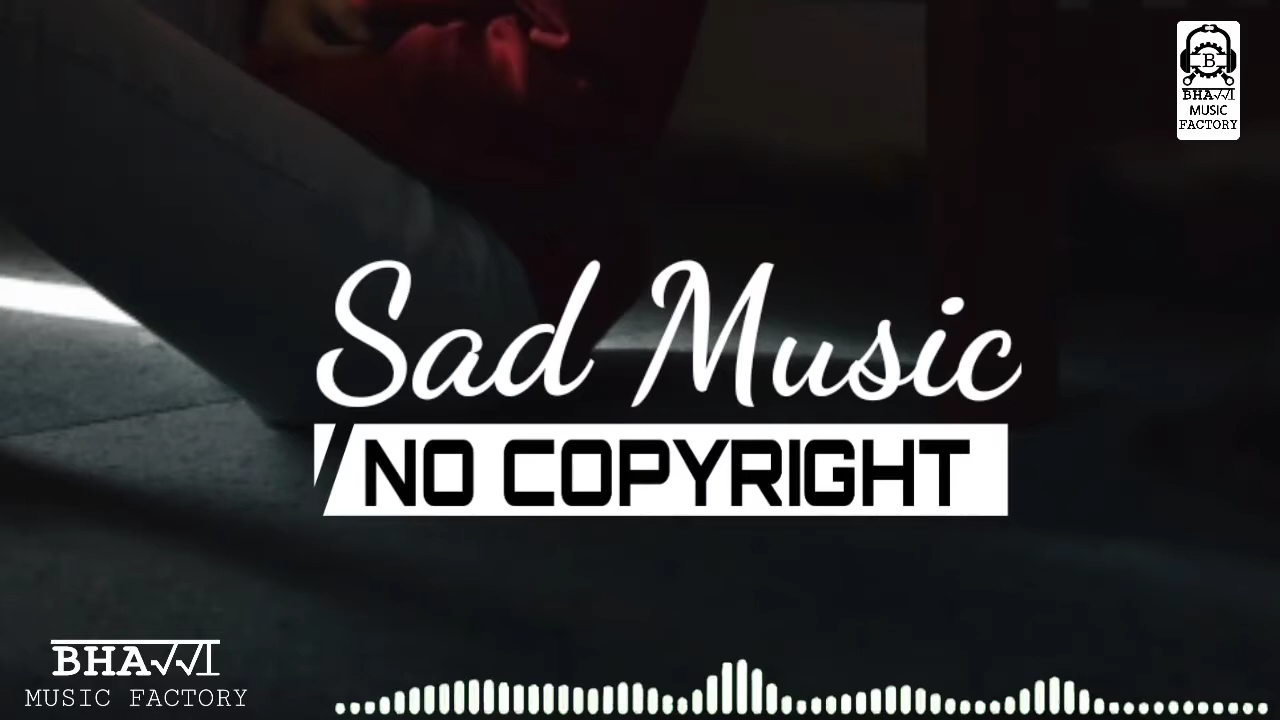 B
BHA√√I
MUSIC
FACTORY
Sad Music
NO COPYRIGHT
BHA√√I
MUSIC FACTORY